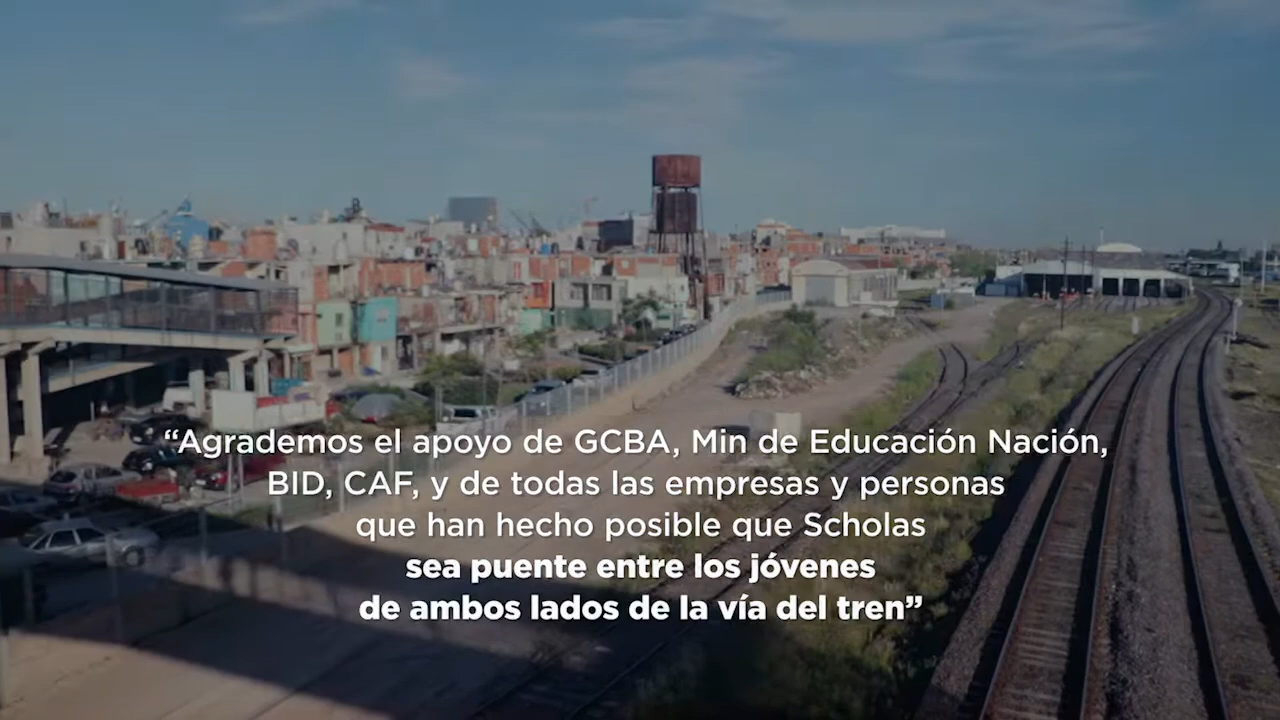 “Agrademos el apoyo de GCBA, Min de Educación Nación,
BID, CAF, y de todas las empresas y personas
que han hecho posible que Scholas
sea puente entre los jóvenes
de ambos lados de la vía del tren”